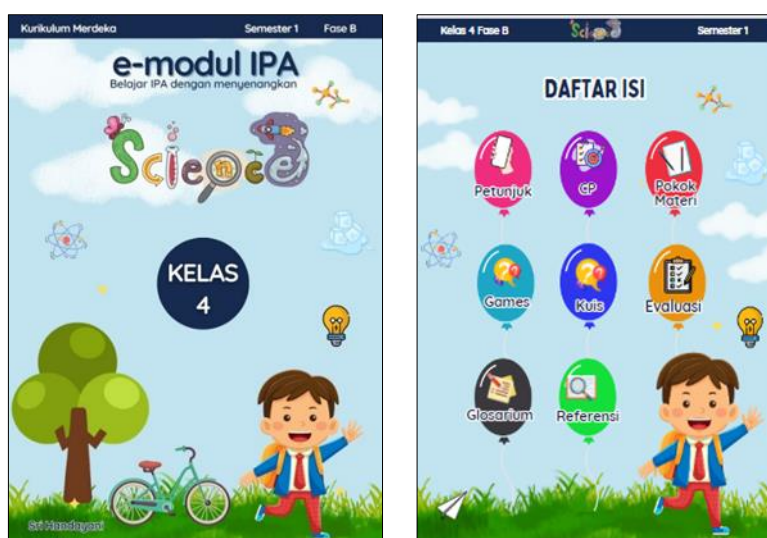 Kurikulum Merdeka Semester 1 Fase B
e-modul IPA
Belajar IPA dengan menyenangkan
Science
KELAS
4
Sri Handayani
Kelas 4 Fase B Science Semester 1
DAFTAR ISI
Petunjuk CP Pokok
Materi
Games Kuis Evaluasi
Glosarium Referensi